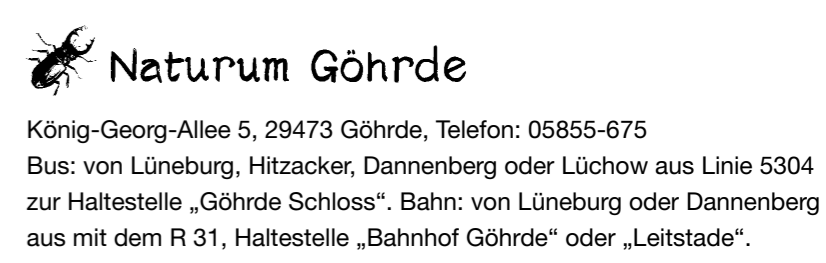 Naturum Göhrde
König-Georg-Allee 5, 29473 Göhrde, Telefon: 05855-675
Bus: von Lüneburg, Hitzacker, Dannenberg oder Lüchow aus Linie 5304
zur Haltestelle „Göhrde Schloss“. Bahn: von Lüneburg oder Dannenberg
aus mit dem R 31, Haltestelle „Bahnhof Göhrde“ oder „Leitstade“.